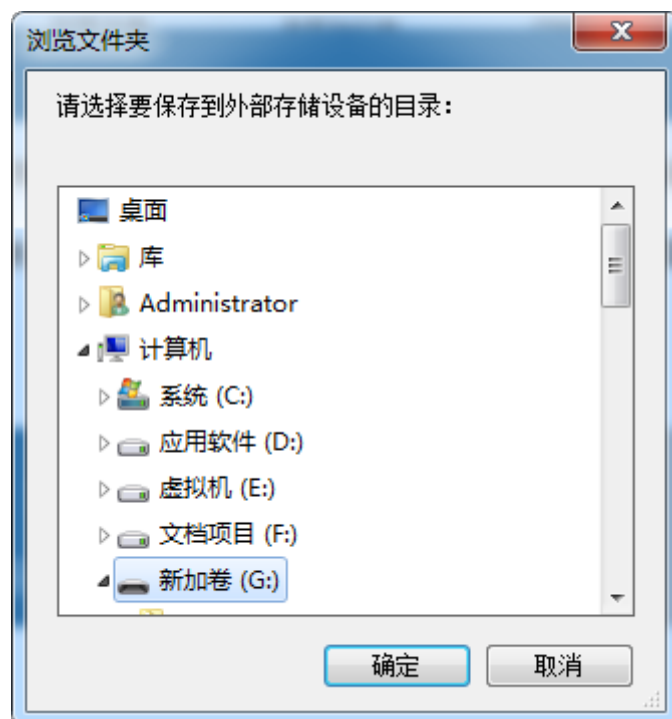 浏览文件夹
请选择要保存到外部存储设备的目录:
桌面
库
Administrator
计算机
系统 (C:)
应用软件 (D:)
虚拟机 (E:)
文档项目 (F:)
新加卷 (G:)
确定
取消